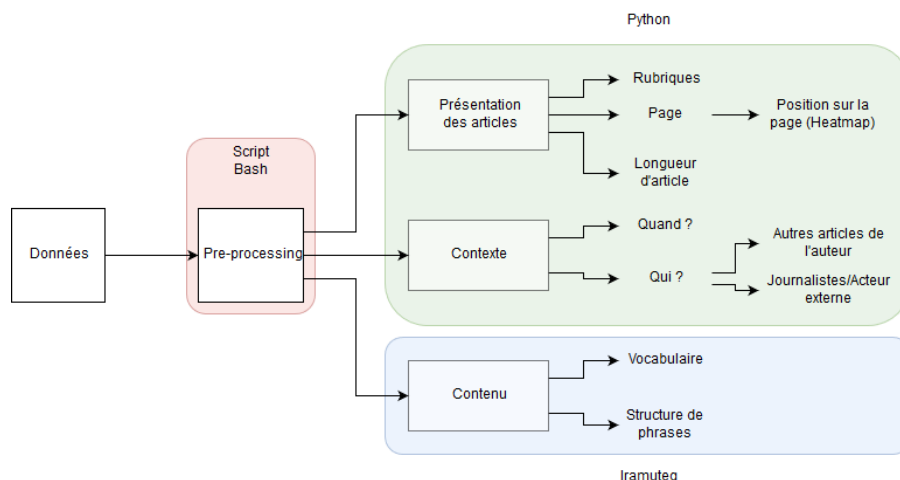 Python
Rubriques
Présentation
des articles
Page
Position sur la
page (Heatmap)
Script
Bash
Longueur
d'article
Données
Pre-processing
Quand ?
Contexte
Autres articles de
l'auteur
Qui ?
Journalistes/Acteur
externe
Vocabulaire
Contenu
Structure de
phrases
Iramuteq